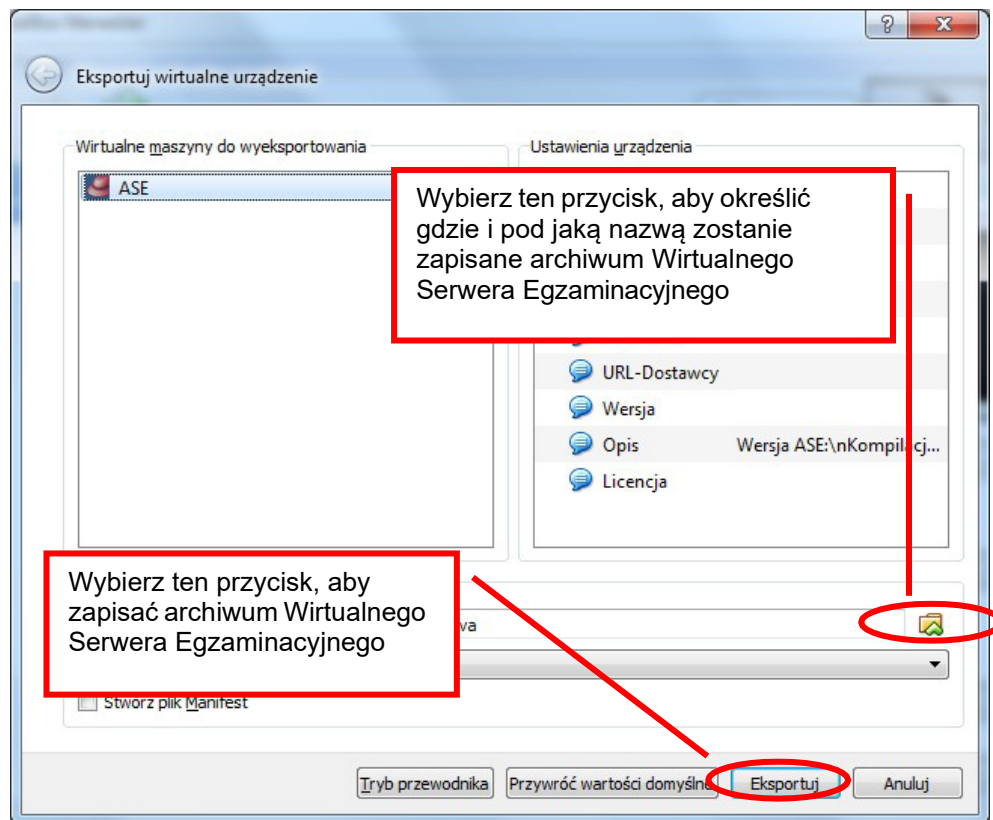 Eksportuj wirtualne urządzenie
Wirtualne maszyny do wyeksportowania
Ustawienia urządzenia
ASE
Wybierz ten przycisk, aby określić
gdzie i pod jaką nazwą zostanie
zapisane archiwum Wirtualnego
Serwera Egzaminacyjnego
URL-Dostawcy
Wersja
Opis Wersja ASE:\nKompilacj...
Licencja
Wybierz ten przycisk, aby
zapisać archiwum Wirtualnego
Serwera Egzaminacyjnego
va
Stwórz plik Manifest
Tryb przewodnika Przywróć wartości domyślne Eksportuj Anuluj